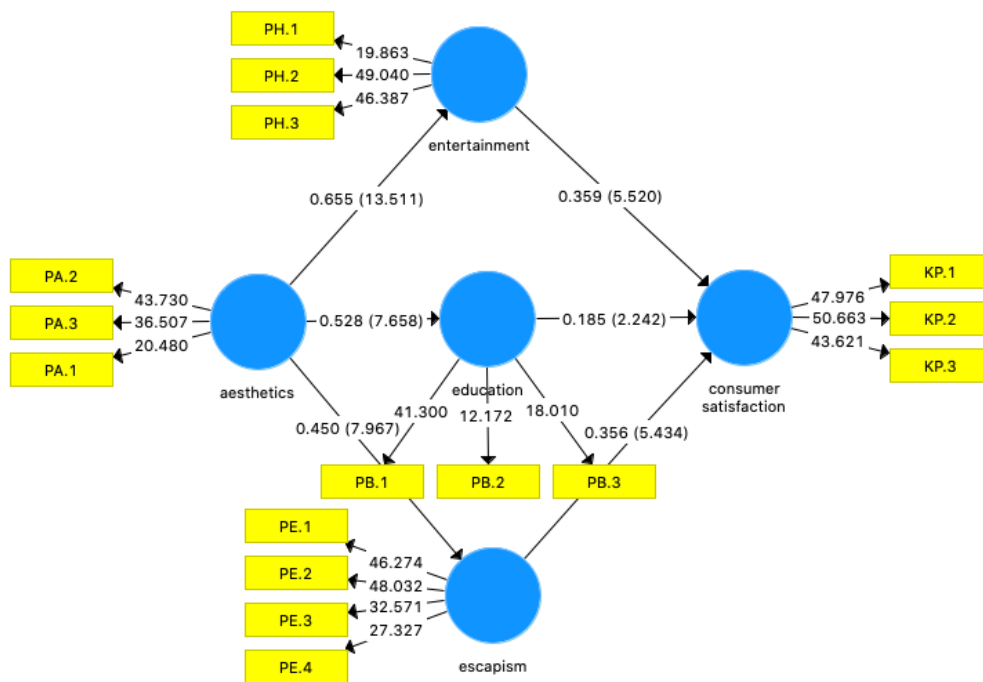 PH.1
19.863
PH.2
49.040
PH.3
46.387
entertainment
0.655 (13.511)
0.359 (5.520)
PA.2
43.730
PA.3
36.507
PA.1
20.480
aesthetics
0.528 (7.658)
education
0.185 (2.242)
consumer
satisfaction
KP.1
47.976
KP.2
50.663
KP.3
43.621
0.450 (7.967)
41.300
12.172
18.010
0.356 (5.434)
PB.1
PB.2
PB.3
PE.1
46.274
PE.2
48.032
PE.3
32.571
PE.4
27.327
escapism